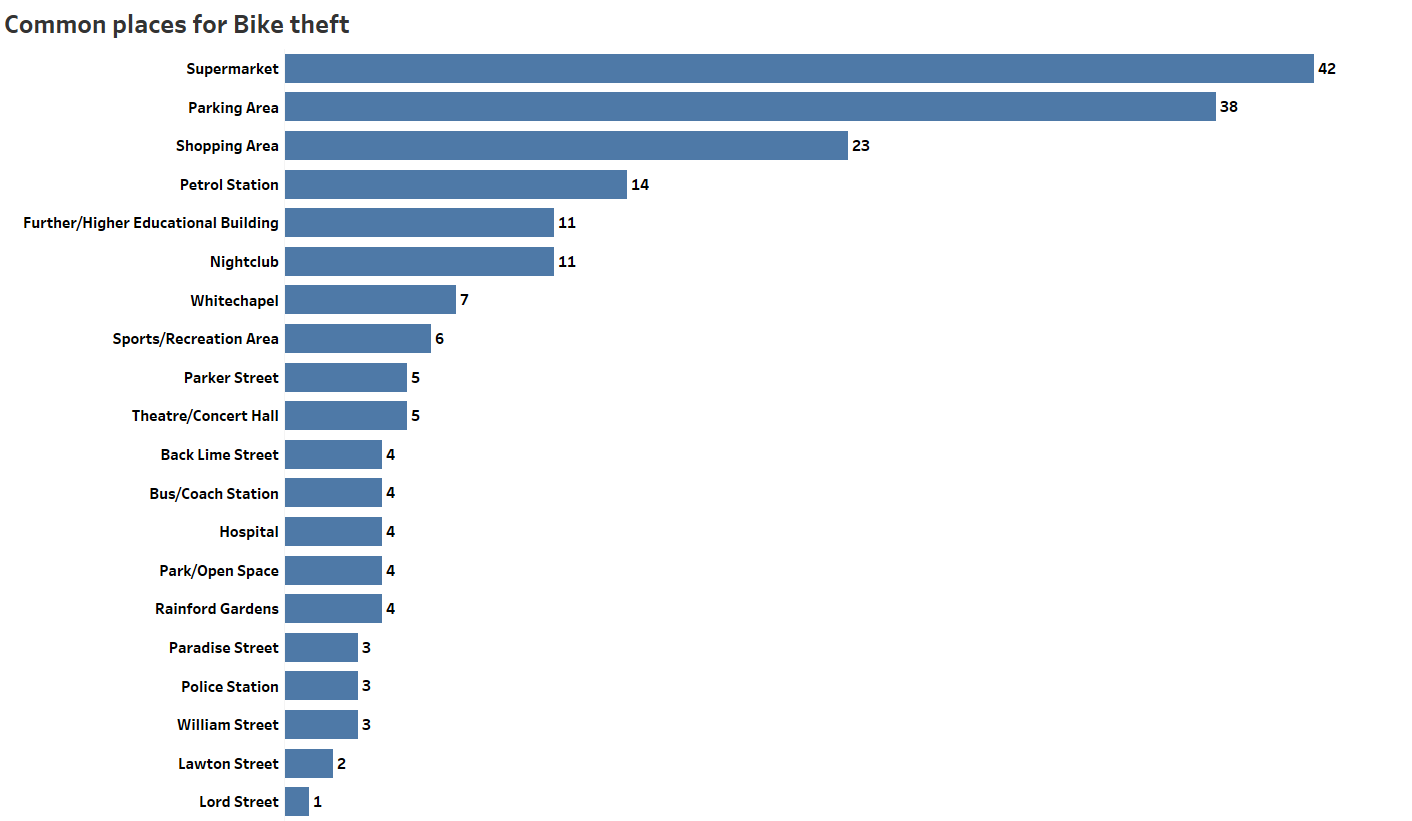 Common places for Bike theft
Supermarket 42
Parking Area 38
Shopping Area 23
Petrol Station 14
Further/Higher Educational Building 11
Nightclub 11
Whitechapel 7
Sports/Recreation Area 6
Parker Street 5
Theatre/Concert Hall 5
Back Lime Street 4
Bus/Coach Station 4
Hospital 4
Park/Open Space 4
Rainford Gardens 4
Paradise Street 3
Police Station 3
William Street 3
Lawton Street 2
Lord Street 1